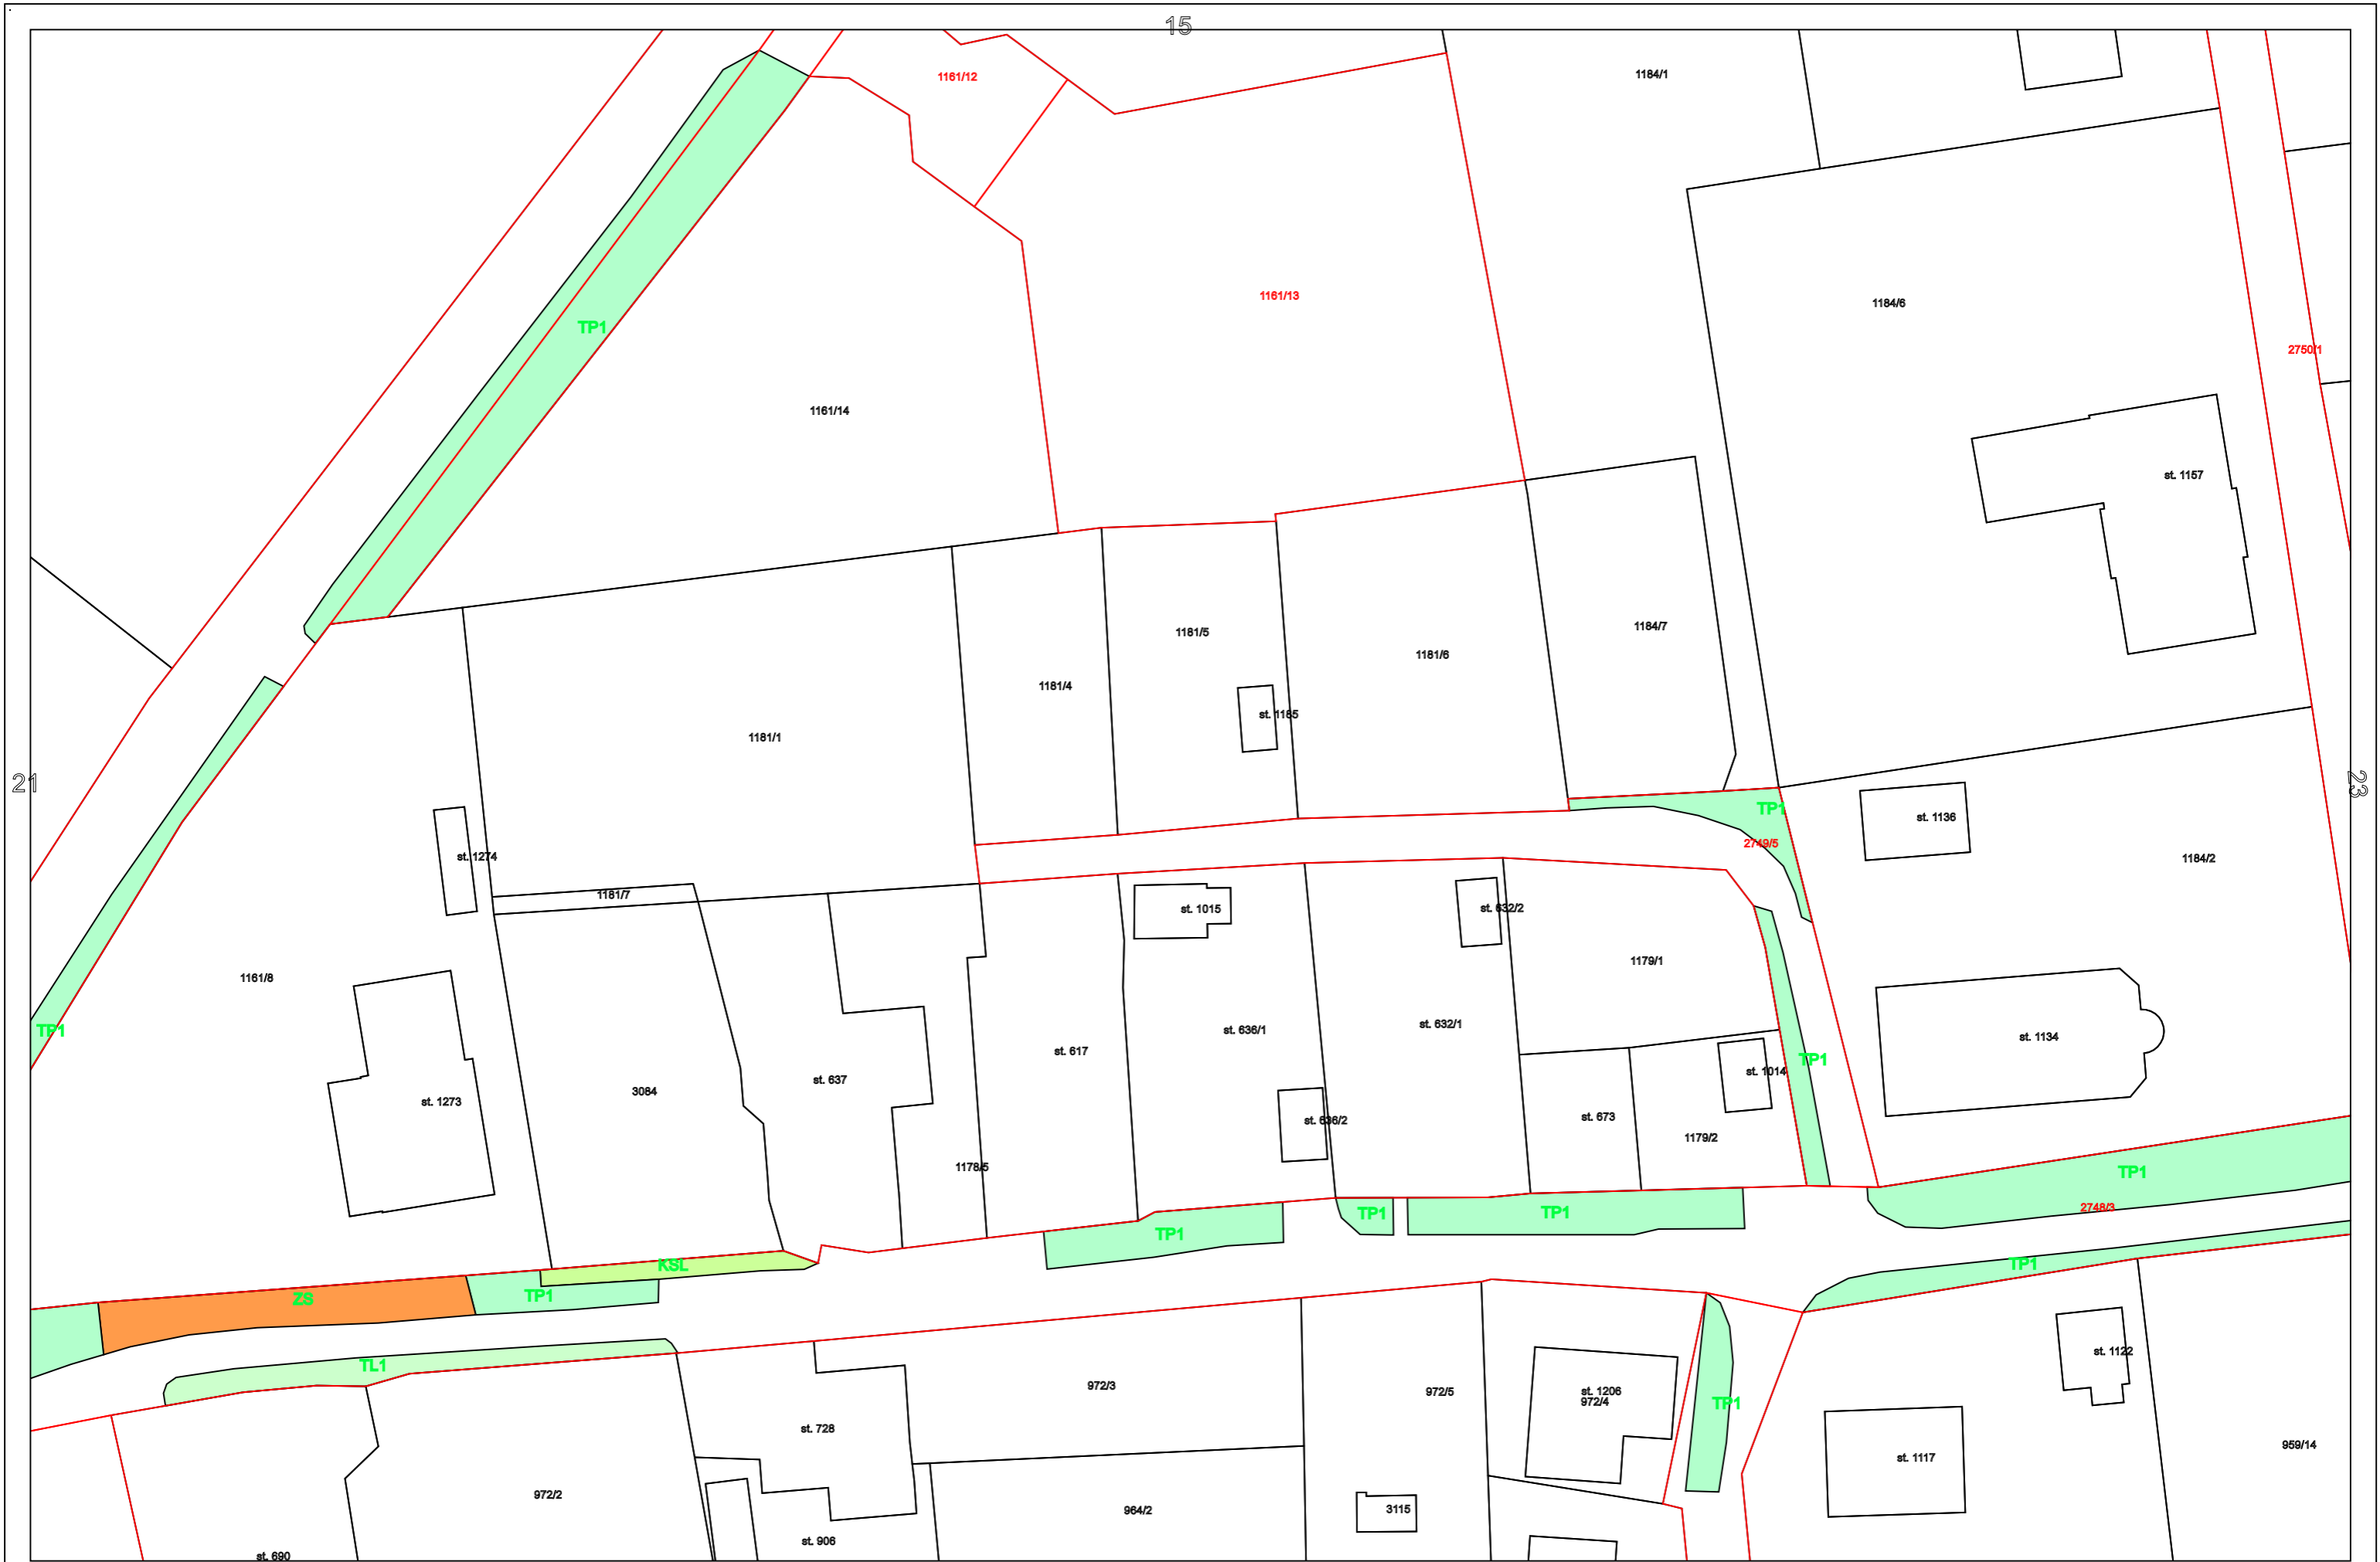 15
1161/12
1184/1
1161/13
1184/6
TP1
2750/1
1161/14
st. 1157
1181/5
1184/7
1181/6
1181/4
st. 1185
1181/1
21
23
TP1
st. 1136
2749/5
st. 1274
1184/2
1181/7
st. 1015
st. 632/2
1161/8
1179/1
TP1
st. 636/1
st. 632/1
st. 1134
st. 617
TP1
st. 1014
st. 637
3084
st. 1273
st. 673
st. 636/2
1179/2
1178/5
TP1
2748/3
TP1
TP1
TP1
KSL
TP1
ZS
TP1
TL1
st. 1122
972/3
972/5
st. 1206
972/4
TP1
st. 728
959/14
st. 1117
972/2
964/2
3115
st. 906
st. 690